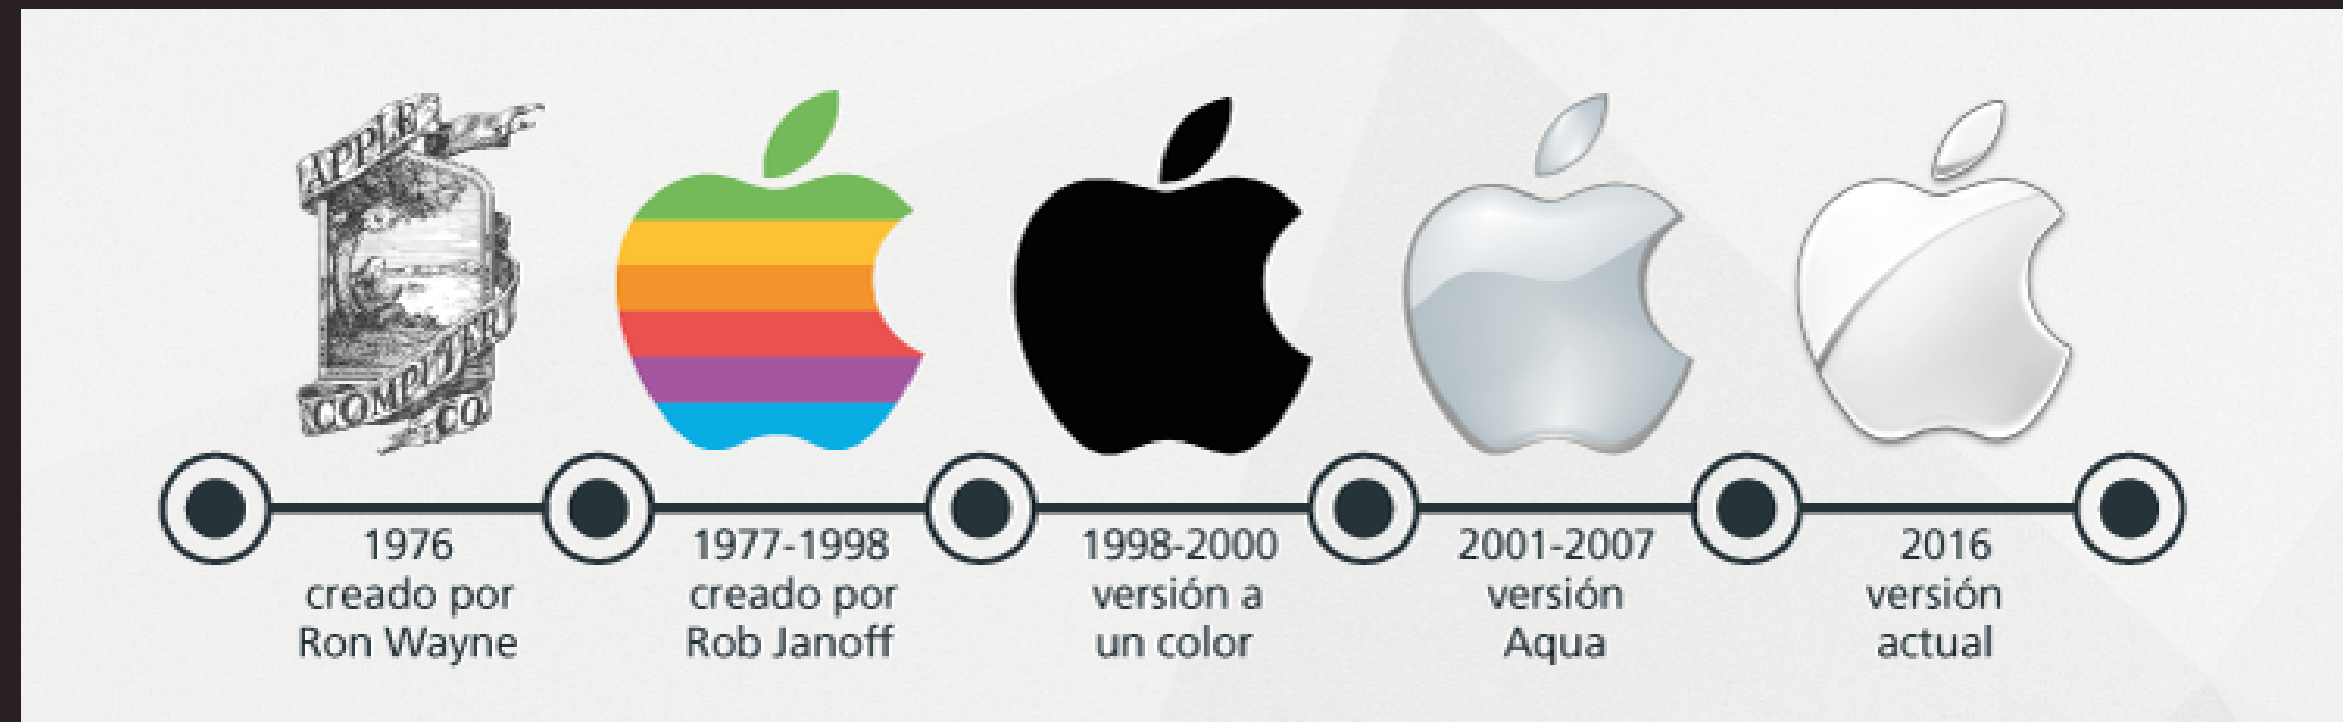 APPLE
COMPUTER
CO.
1976
creado por
Ron Wayne
1977-1998
creado por
Rob Janoff
1998-2000
versión a
un color
2001-2007
versión
Aqua
2016
versión
actual